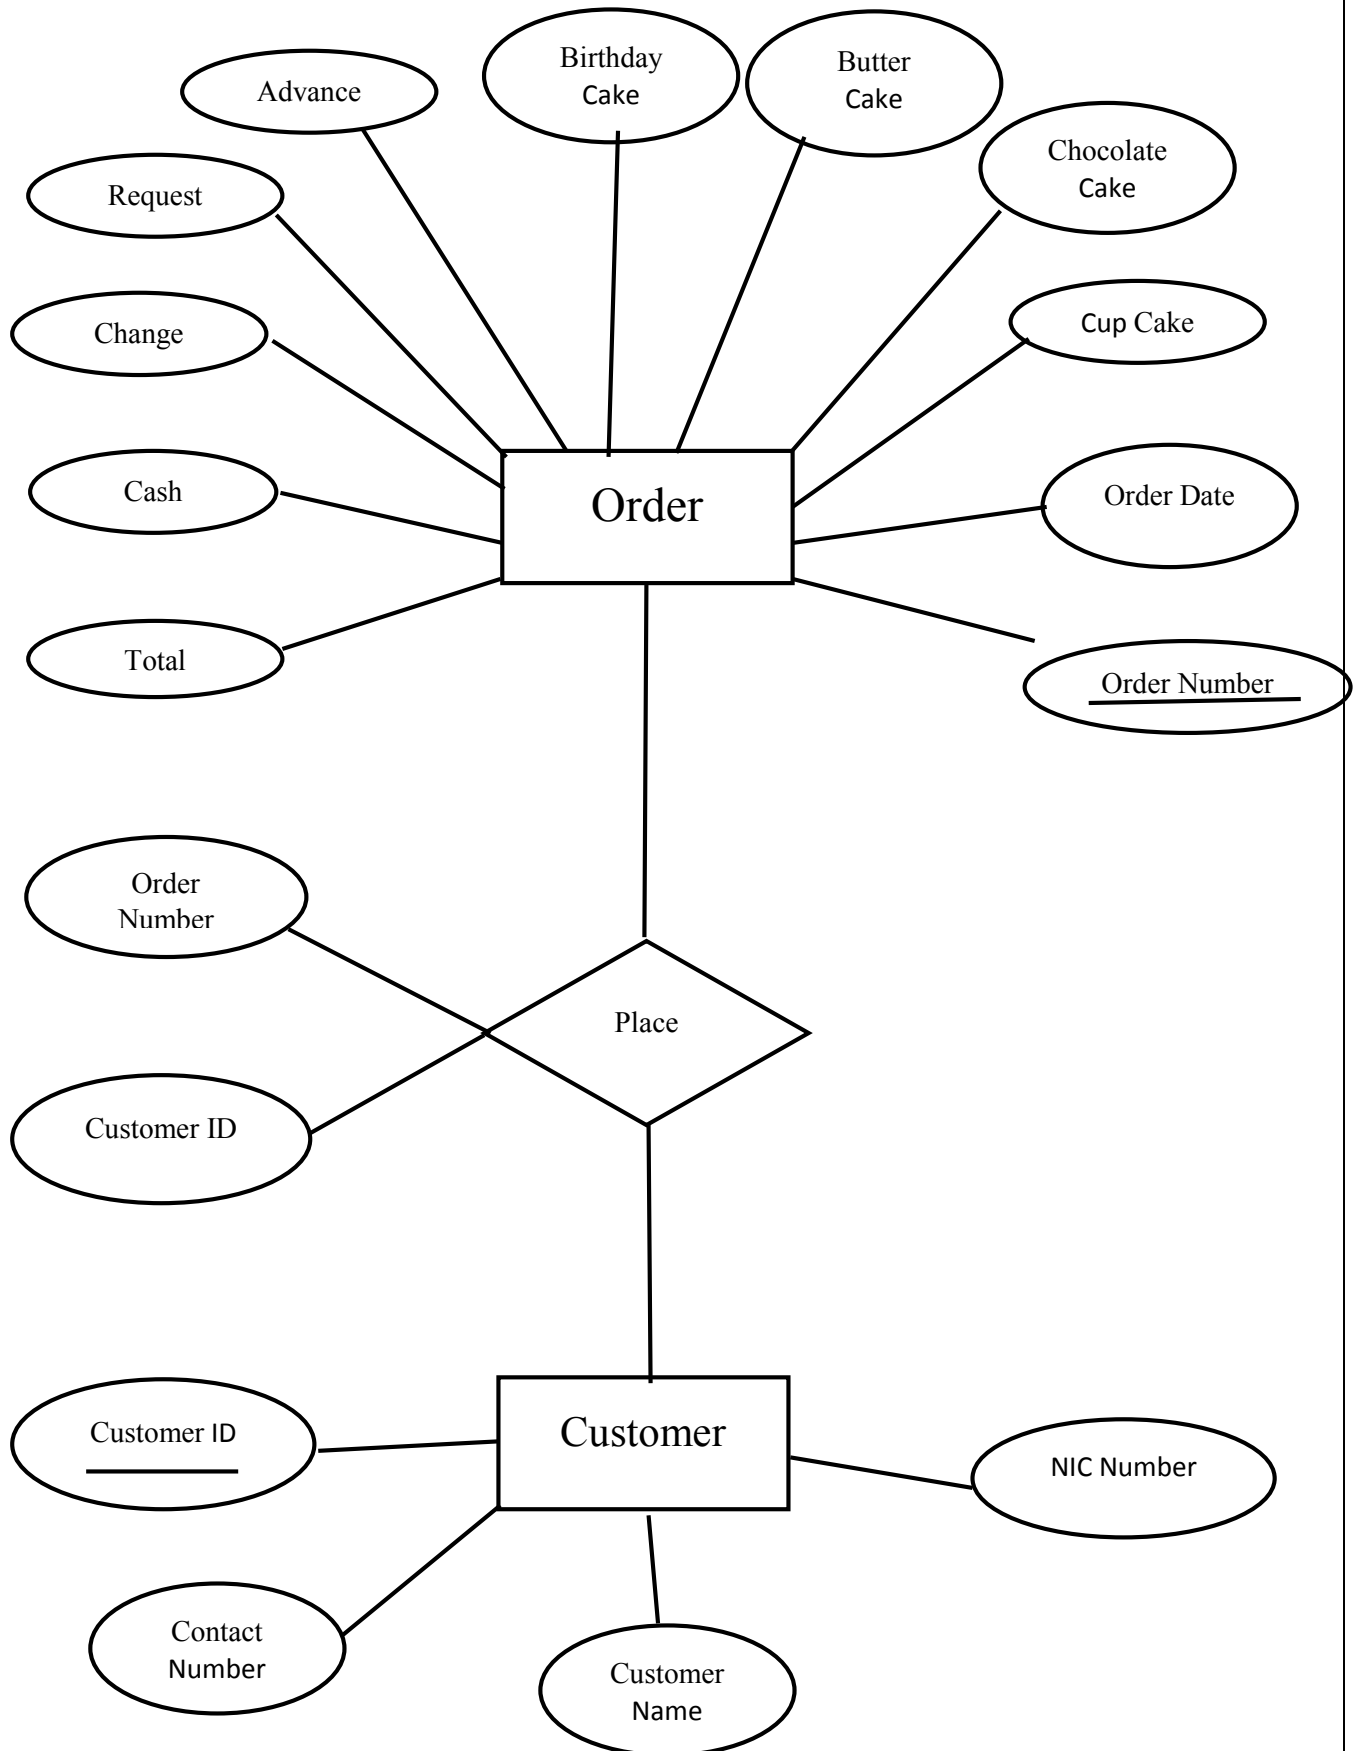 Birthday
Cake
Butter
Cake
Advance
Chocolate
Cake
Request
Change
Cup Cake
Cash
Order
Order Date
Total
Order Number
Order
Number
Place
Customer ID
Customer ID
Customer
NIC Number
Contact
Number
Customer
Name